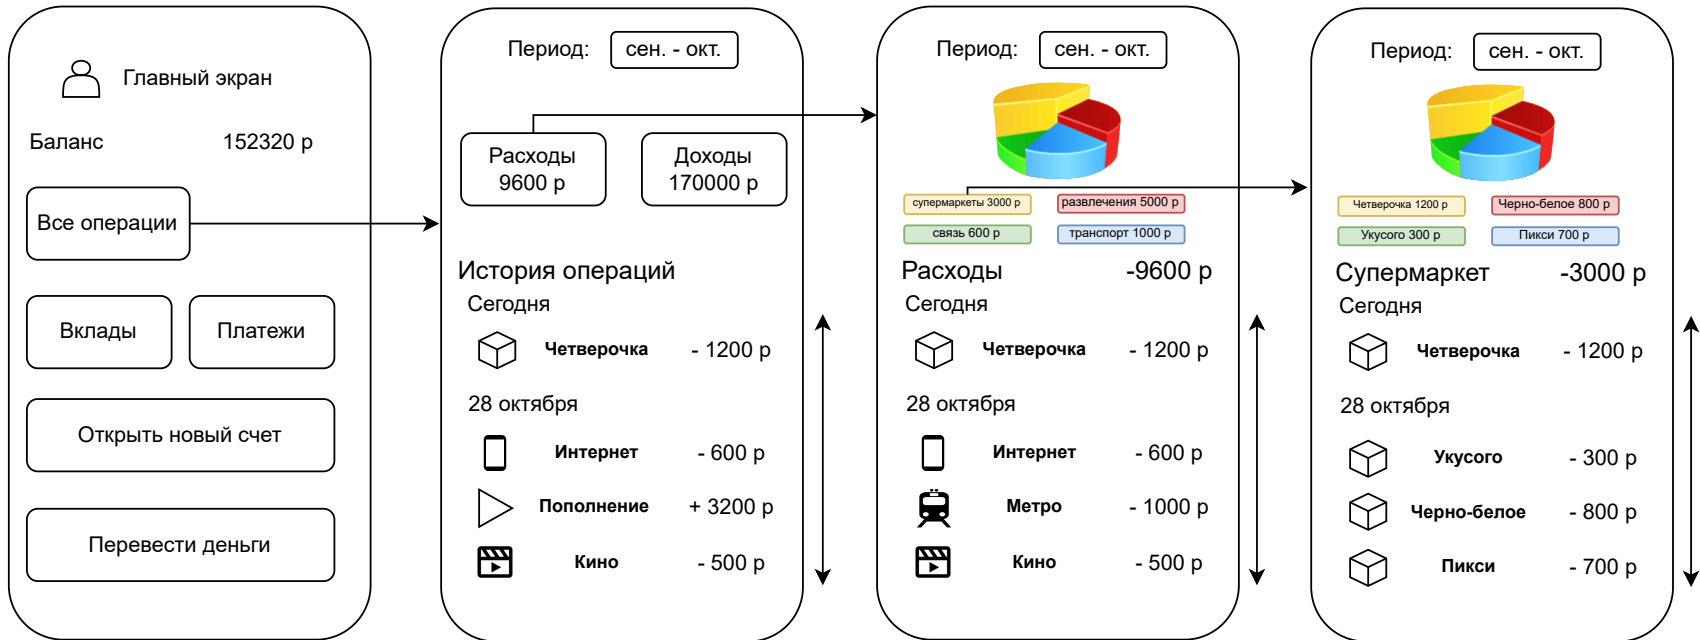 Главный экран
Баланс 152320 р
Все операции
Вклады Платежи
Открыть новый счет
Перевести деньги
Период: сен. - окт.
Расходы
9600 р
Доходы
170000 р
История операций
Сегодня
Четверочка - 1200 р
28 октября
Интернет - 600 р
Пополнение + 3200 р
Кино - 500 р
Период: сен. - окт.
супермаркеты 3000 р развлечения 5000 р
связь 600 р транспорт 1000 р
Расходы -9600 р
Сегодня
Четверочка - 1200 р
28 октября
Интернет - 600 р
Метро - 1000 р
Кино - 500 р
Период: сен. - окт.
Четверочка 1200 р Черно-белое 800 р
Укусого 300 р Пикси 700 р
Супермаркет -3000 р
Сегодня
Четверочка - 1200 р
28 октября
Укусого - 300 р
Черно-белое - 800 р
Пикси - 700 р